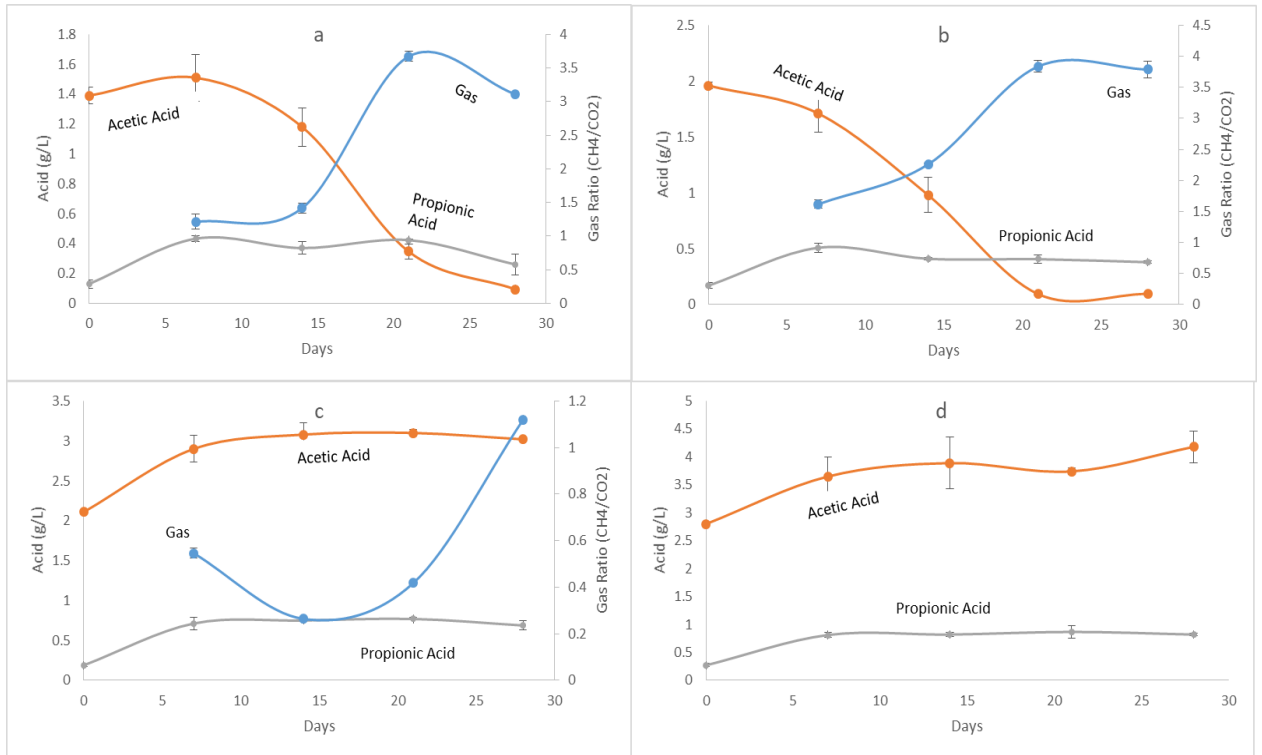 a
1.8
1.6
1.4
1.2
1
0.8
0.6
0.4
0.2
0
4
3.5
3
2.5
2
1.5
1
0.5
0
0 5 10 15 20 25 30
Acid (g/L)
Gas Ratio (CH4/CO2)
Days
Acetic Acid
Gas
Propionic
Acid
b
2.5
2
1.5
1
0.5
0
4.5
4
3.5
3
2.5
2
1.5
1
0.5
0
0 5 10 15 20 25 30
Acid (g/L)
Gas Ratio (CH4/CO2)
Days
Acetic Acid
Gas
Propionic Acid
c
3.5
3
2.5
2
1.5
1
0.5
0
1.2
1
0.8
0.6
0.4
0.2
0
0 5 10 15 20 25 30
Acid (g/L)
Gas Ratio (CH4/CO2)
Days
Acetic Acid
Gas
Propionic Acid
d
5
4.5
4
3.5
3
2.5
2
1.5
1
0.5
0
0 5 10 15 20 25 30
Acid (g/L)
Days
Acetic Acid
Propionic Acid